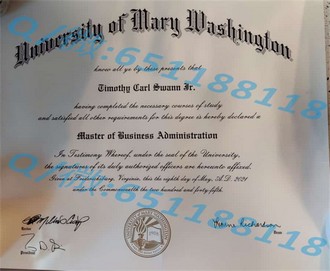 University of Mary Washington
know all ye by these presents that
Timothy Carl Swann Jr.
having completed the necessary courses of study
and satisfied all other requirements for this degree is hereby declared a
Master of Business Administration
In Testimony Whereof, under the seal of the University,
the signatures of its duly authorized officers are hereunto affixed.
Given at Fredericksburg, Virginia, this the eighth day of May, A.D. 2021
under the Commonwealth the two hundred and forty-fifth.
Rector
651188118
651188118
651188118